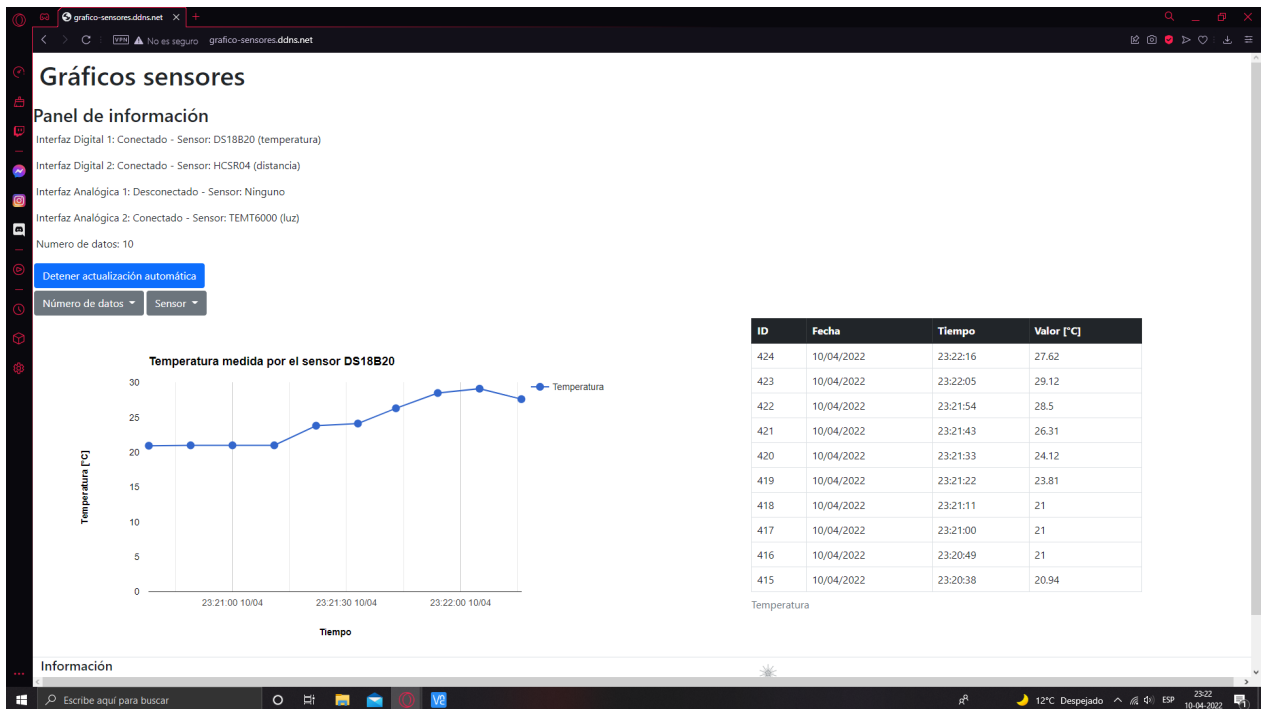 grafico-sensores.ddns.net
VPN No es seguro grafico-sensores.ddns.net
Gráficos sensores
Panel de información
Interfaz Digital 1: Conectado - Sensor: DS18B20 (temperatura)
Interfaz Digital 2: Conectado - Sensor: HCSR04 (distancia)
Interfaz Analógica 1: Desconectado - Sensor: Ninguno
Interfaz Analógica 2: Conectado - Sensor: TEMT6000 (luz)
Numero de datos: 10
Detener actualización automática
Número de datos Sensor
Temperatura medida por el sensor DS18B20
Temperatura
30
25
20
15
10
5
0
Temperatura [°C]
23:21:00 10/04 23:21:30 10/04 23:22:00 10/04
Tiempo
ID Fecha Tiempo Valor [°C]
424 10/04/2022 23:22:16 27.62
423 10/04/2022 23:22:05 29.12
422 10/04/2022 23:21:54 28.5
421 10/04/2022 23:21:43 26.31
420 10/04/2022 23:21:33 24.12
419 10/04/2022 23:21:22 23.81
418 10/04/2022 23:21:11 21
417 10/04/2022 23:21:00 21
416 10/04/2022 23:20:49 21
415 10/04/2022 23:20:38 20.94
Temperatura
Información
Escribe aquí para buscar
12°C Despejado
ESP
23:22
10-04-2022